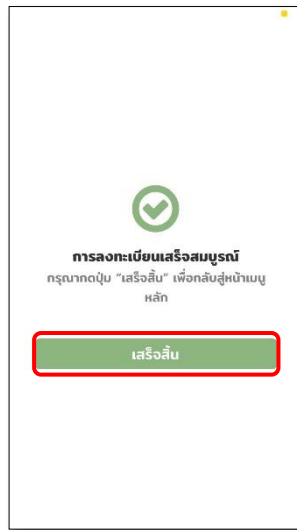 การลงทะเบียนเสร็จสมบูรณ์
กรุณากดปุ่ม "เสร็จสิ้น" เพื่อกลับสู่หน้าเมนู
หลัก
เสร็จสิ้น